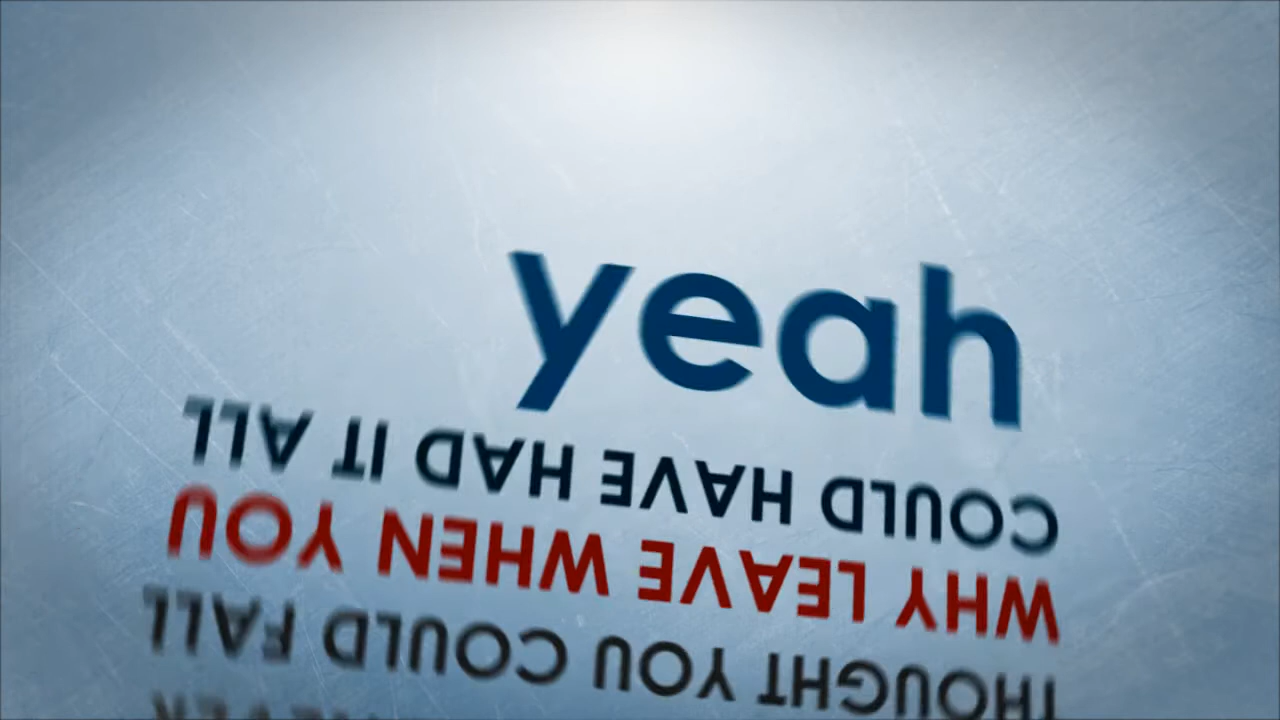 THOUGHT YOU COULD FALL
WHY LEAVE WHEN YOU
COULD HAVE HAD IT ALL
yeah